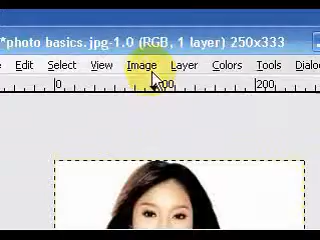 *photo basics.jpg-1.0 (RGB, 1 layer) 250x333
Edit Select View Image Layer Colors Tools Dialo
0 200